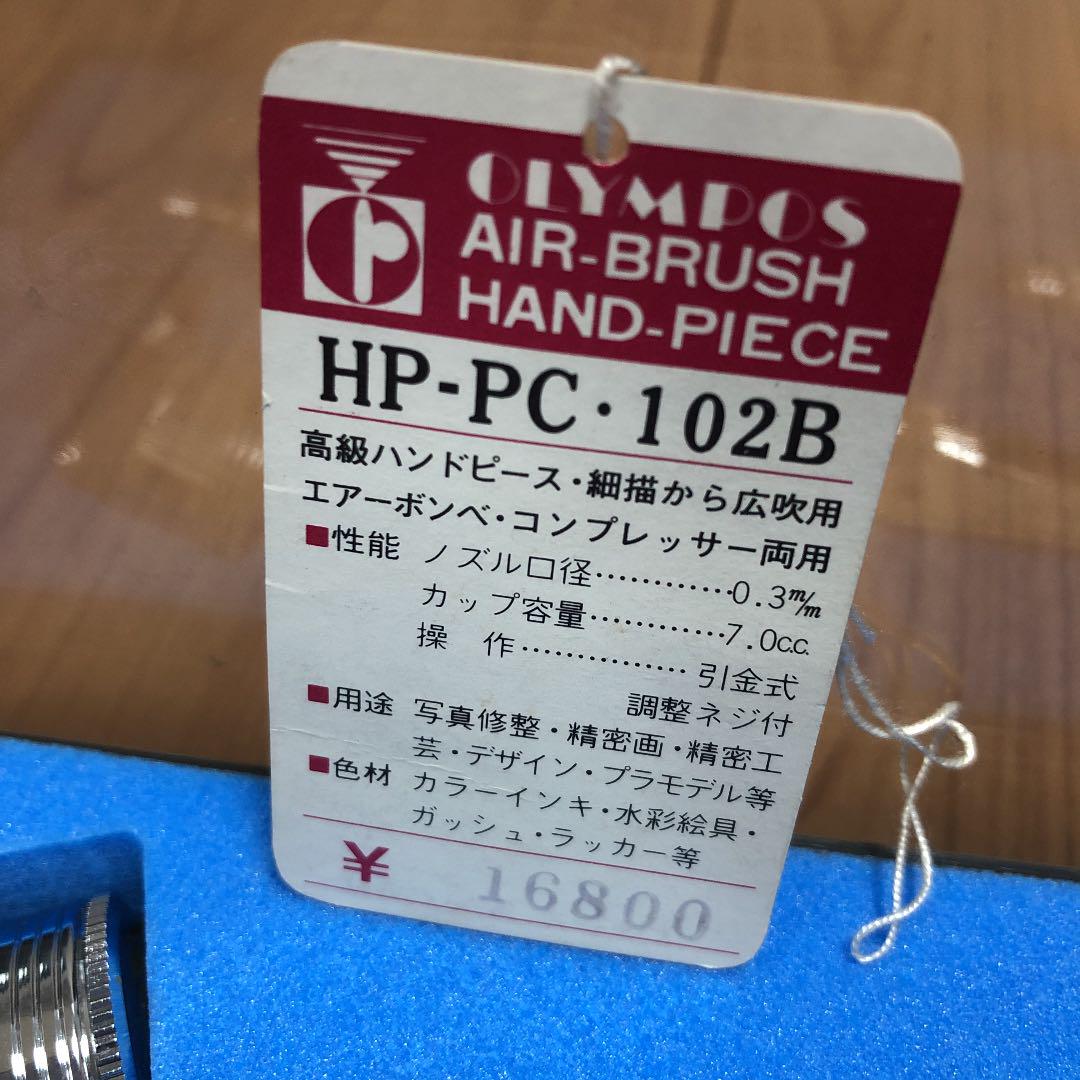 OLYMPOS
AIR-BRUSH
HAND-PIECE
HP-PC・102B
高級ハンドピース・細描から広吹用
エアーボンベ・コンプレッサー両用
■性能 ノズル口径…………0.3m/m
カップ容量…………7.0c.c.
操 作…………… 引金式
調整ネジ付
■用途 写真修整・精密画・精密工
芸・デザイン・プラモデル等
■色材 カラーインキ・水彩絵具・
ガッシュ・ラッカー等
¥ 16800